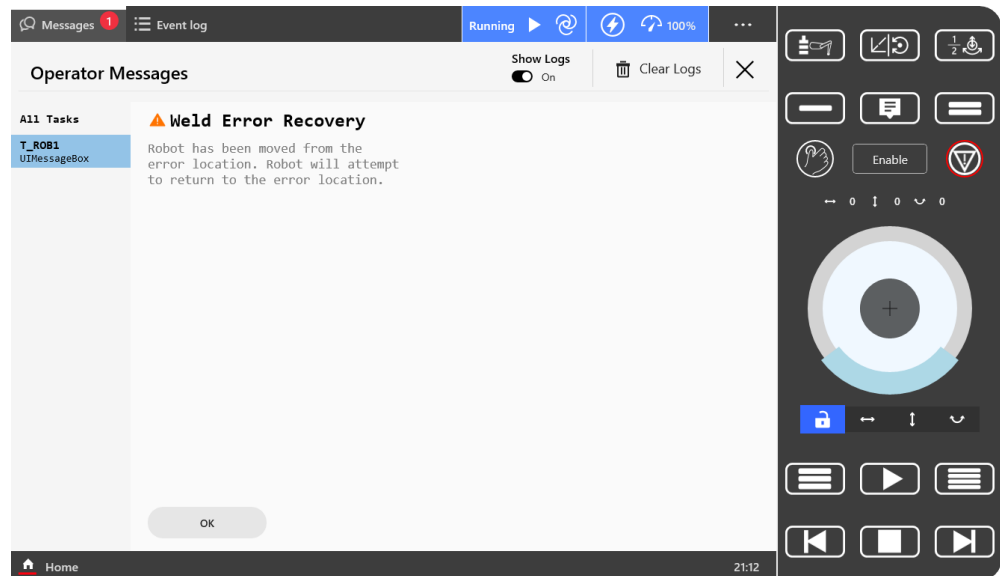 Messages 1
Event log
Running
100%
...
Operator Messages
Show Logs
On
Clear Logs
All Tasks
T_ROB1
UIMessageBox
Weld Error Recovery
Robot has been moved from the
error location. Robot will attempt
to return to the error location.
OK
Home
21:12
1
2
Enable
0 0 0